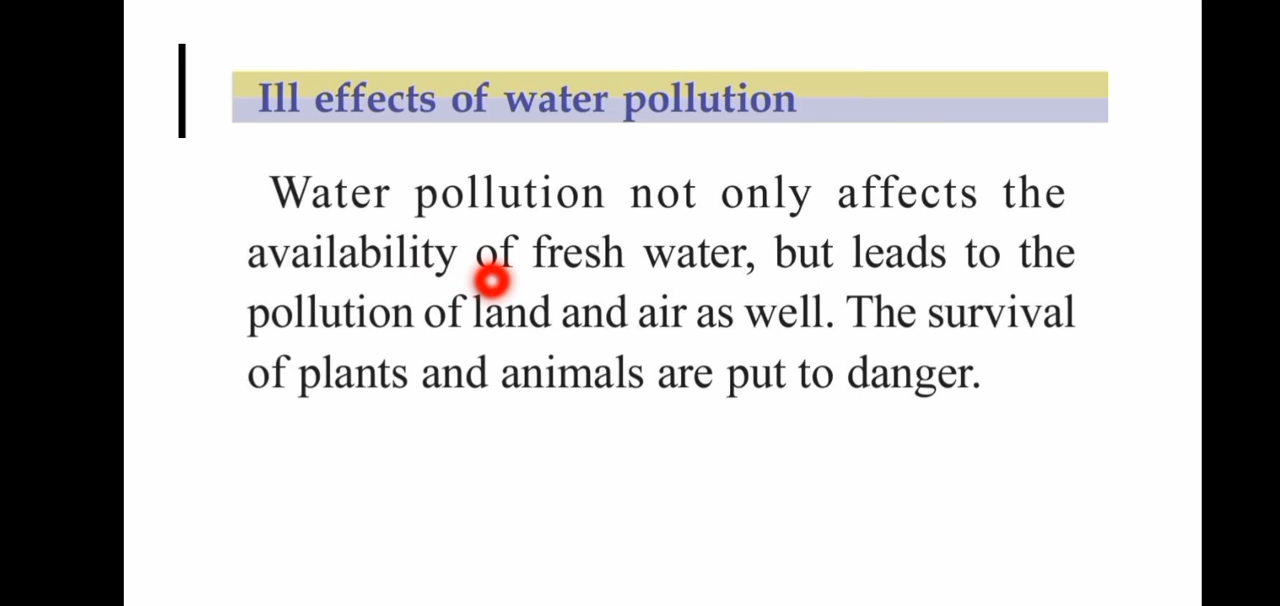 Ill effects of water pollution
Water pollution not only affects the
availability of fresh water, but leads to the
pollution of land and air as well. The survival
of plants and animals are put to danger.